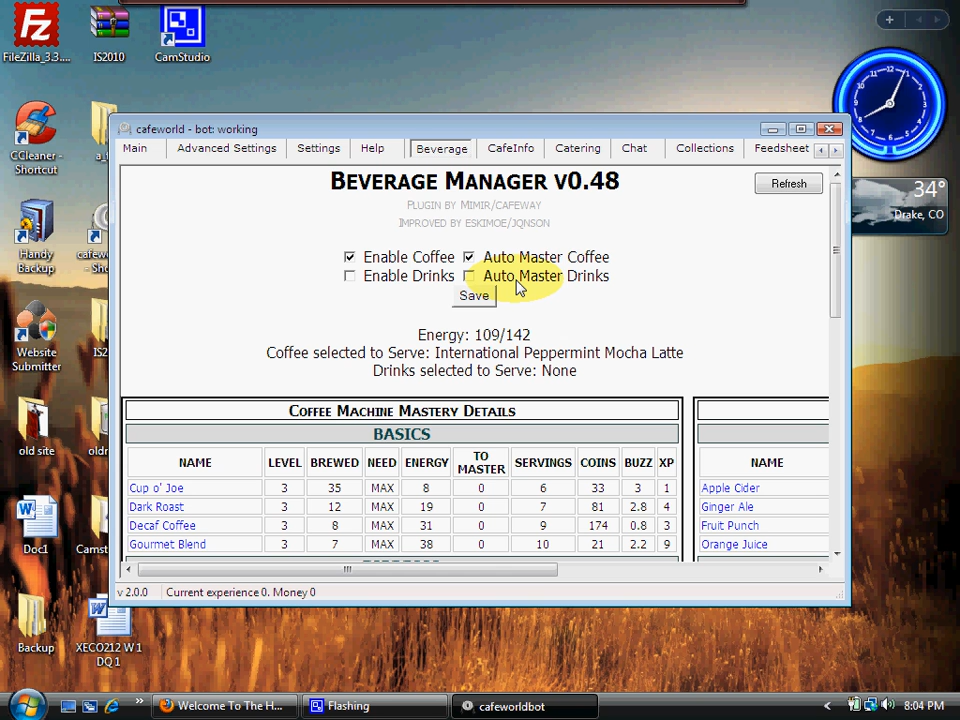 FileZilla_3.3....
IS2010
CamStudio
CCleaner -
Shortcut
a_f
Handy
Backup
cafew
- Sho
Website
Submitter
IS2
old site
oldr
Doc1
Camst
Backup
XECO212 W 1
DQ 1
34°
Drake, CO
cafeworld - bot: working
Main
Advanced Settings
Settings
Help
Beverage
CafeInfo
Catering
Chat
Collections
Feedsheet
BEVERAGE MANAGER V0.48
Refresh
PLUGIN BY MIMIR/CAFEWAY
IMPROVED BY ESKIMOE/JQNSON
Enable Coffee Auto Master Coffee
Enable Drinks Auto Master Drinks
Save
Energy: 109/142
Coffee selected to Serve: International Peppermint Mocha Latte
Drinks selected to Serve: None
COFFEE MACHINE MASTERY DETAILS
BASICS
NAME LEVEL BREWED NEED ENERGY TO MASTER SERVINGS COINS BUZZ XP NAME
Cup o' Joe 3 35 MAX 8 0 6 33 3 1 Apple Cider
Dark Roast 3 12 MAX 19 0 7 81 2.8 4 Ginger Ale
Decaf Coffee 3 8 MAX 31 0 9 174 0.8 3 Fruit Punch
Gourmet Blend 3 7 MAX 38 0 10 21 2.2 9 Orange Juice
v 2.0.0 Current experience 0. Money 0
Welcome To The H...
Flashing
cafeworldbot
8:04 PM